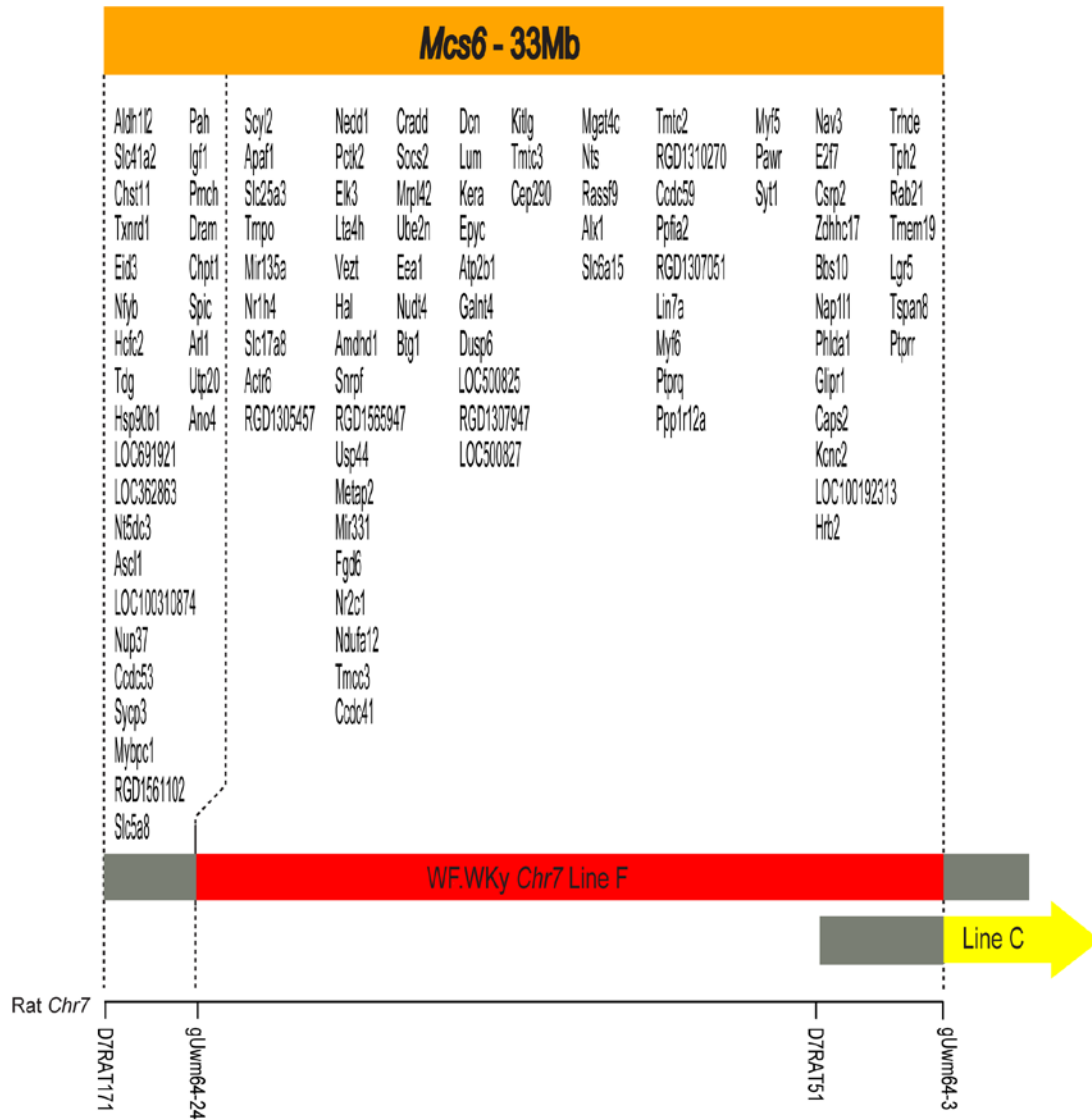 Mcs6 - 33Mb
Aldh1l2
Slc41a2
Chst11
Txnrd1
Eid3
Nfyb
Hcfc2
Tdg
Hsp90b1
LOC691921
LOC362863
Nt5dc3
Ascl1
LOC100310874
Nup37
Ccdc53
Sycp3
Mybpc1
RGD1561102
Slc5a8
Pah
Igf1
Pmch
Dram
Chpt1
Spic
Arl1
Utp20
Ano4
Scyl2
Apaf1
Slc25a3
Tmpo
Mir135a
Nr1h4
Slc17a8
Actr6
RGD1305457
Nedd1
Pctk2
Elk3
Lta4h
Vezt
Hal
Amdhd1
Snrpf
RGD1565947
Usp44
Metap2
Mir331
Fgd6
Nr2c1
Ndufa12
Tmcc3
Ccdc41
Cradd
Socs2
Mrpl42
Ube2n
Eea1
Nudt4
Btg1
Dcn
Lum
Kera
Epyc
Atp2b1
Galnt4
Dusp6
LOC500825
RGD1307947
LOC500827
Kitlg
Tmtc3
Cep290
Mgat4c
Nts
Rassf9
Alx1
Slc6a15
Tmtc2
RGD1310270
Ccdc59
Ppfia2
RGD1307051
Lin7a
Myf6
Ptprq
Ppp1r12a
Myf5
Pawr
Syt1
Nav3
E2f7
Csrp2
Zdhhc17
Bbs10
Nap1l1
Phlda1
Glipr1
Caps2
Kcnc2
LOC100192313
Hrb2
Trhde
Tph2
Rab21
Tmem19
Lgr5
Tspan8
Ptprr
WF.WKy Chr7 Line F
Line C
Rat Chr7
D7RAT171
gUwm64-24
D7RAT51
gUwm64-3